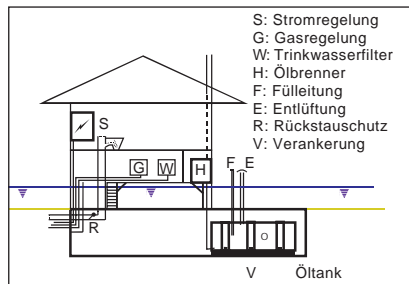 S: Stromregelung
G: Gasregelung
W: Trinkwasserfilter
H: Ölbrenner
F: Fülleitung
E: Entlüftung
R: Rückstauschutz
V: Verankerung
S
G
W
H
F E
R
V Öltank